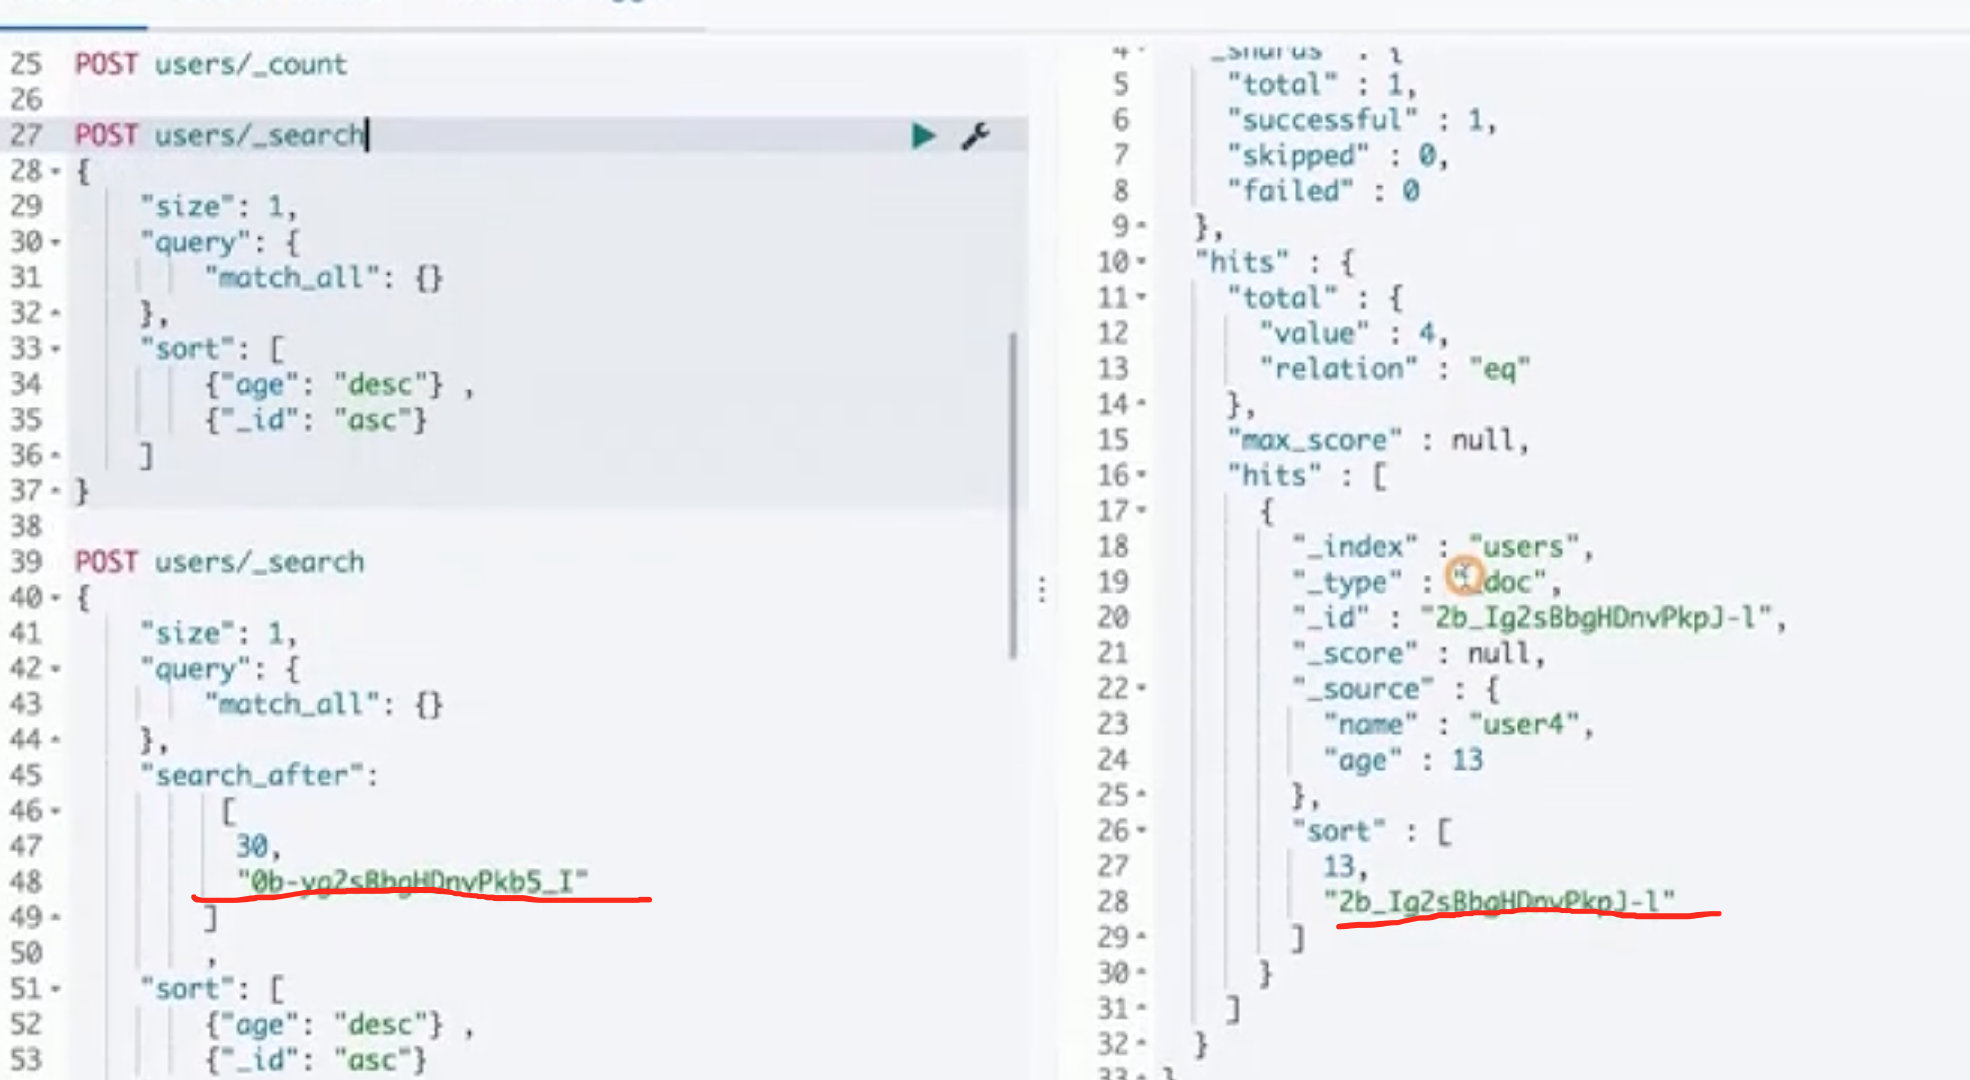 25 POST users/_count
26
27 POST users/_search
28 {
29 "size": 1,
30 "query": {
31 "match_all": {}
32 },
33 "sort": [
34 {"age": "desc"} ,
35 {"_id": "asc"}
36 ]
37 }
38
39 POST users/_search
40 {
41 "size": 1,
42 "query": {
43 "match_all": {}
44 },
45 "search_after":
46 [
47 30,
48 "0b-yg2sBbgHDnvPkb5_I"
49 ]
50 ,
51 "sort": [
52 {"age": "desc"} ,
53 {"_id": "asc"}
4 "_shards" : {
5 "total" : 1,
6 "successful" : 1,
7 "skipped" : 0,
8 "failed" : 0
9 },
10 "hits" : {
11 "total" : {
12 "value" : 4,
13 "relation" : "eq"
14 },
15 "max_score" : null,
16 "hits" : [
17 {
18 "_index" : "users",
19 "_type" : "_doc",
20 "_id" : "2b_Ig2sBbgHDnvPkpJ-l",
21 "_score" : null,
22 "_source" : {
23 "name" : "user4",
24 "age" : 13
25 },
26 "sort" : [
27 13,
28 "2b_Ig2sBbgHDnvPkpJ-l"
29 ]
30 }
31 ]
32 }
33 }